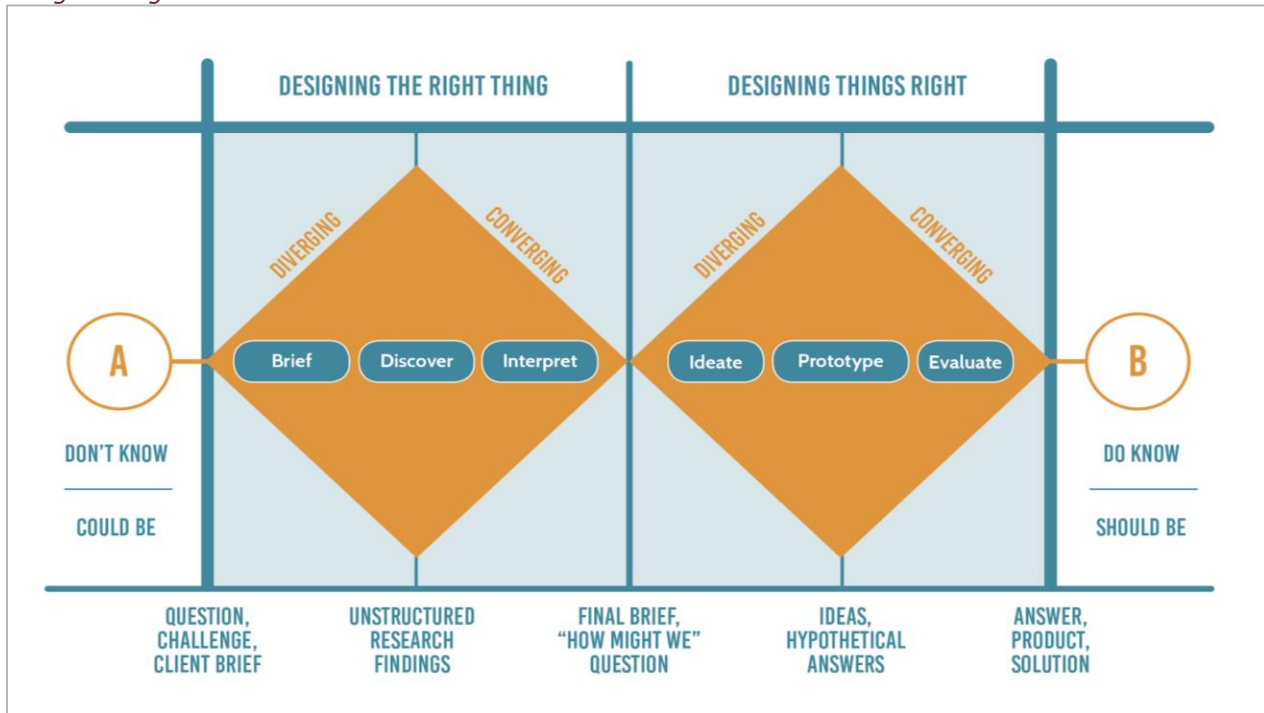 DESIGNING THE RIGHT THING
DESIGNING THINGS RIGHT
DIVERGING
CONVERGING
DIVERGING
CONVERGING
A
Brief
Discover
Interpret
Ideate
Prototype
Evaluate
B
DON'T KNOW
COULD BE
DO KNOW
SHOULD BE
QUESTION,
CHALLENGE,
CLIENT BRIEF
UNSTRUCTURED
RESEARCH
FINDINGS
FINAL BRIEF,
"HOW MIGHT WE"
QUESTION
IDEAS,
HYPOTHETICAL
ANSWERS
ANSWER,
PRODUCT,
SOLUTION